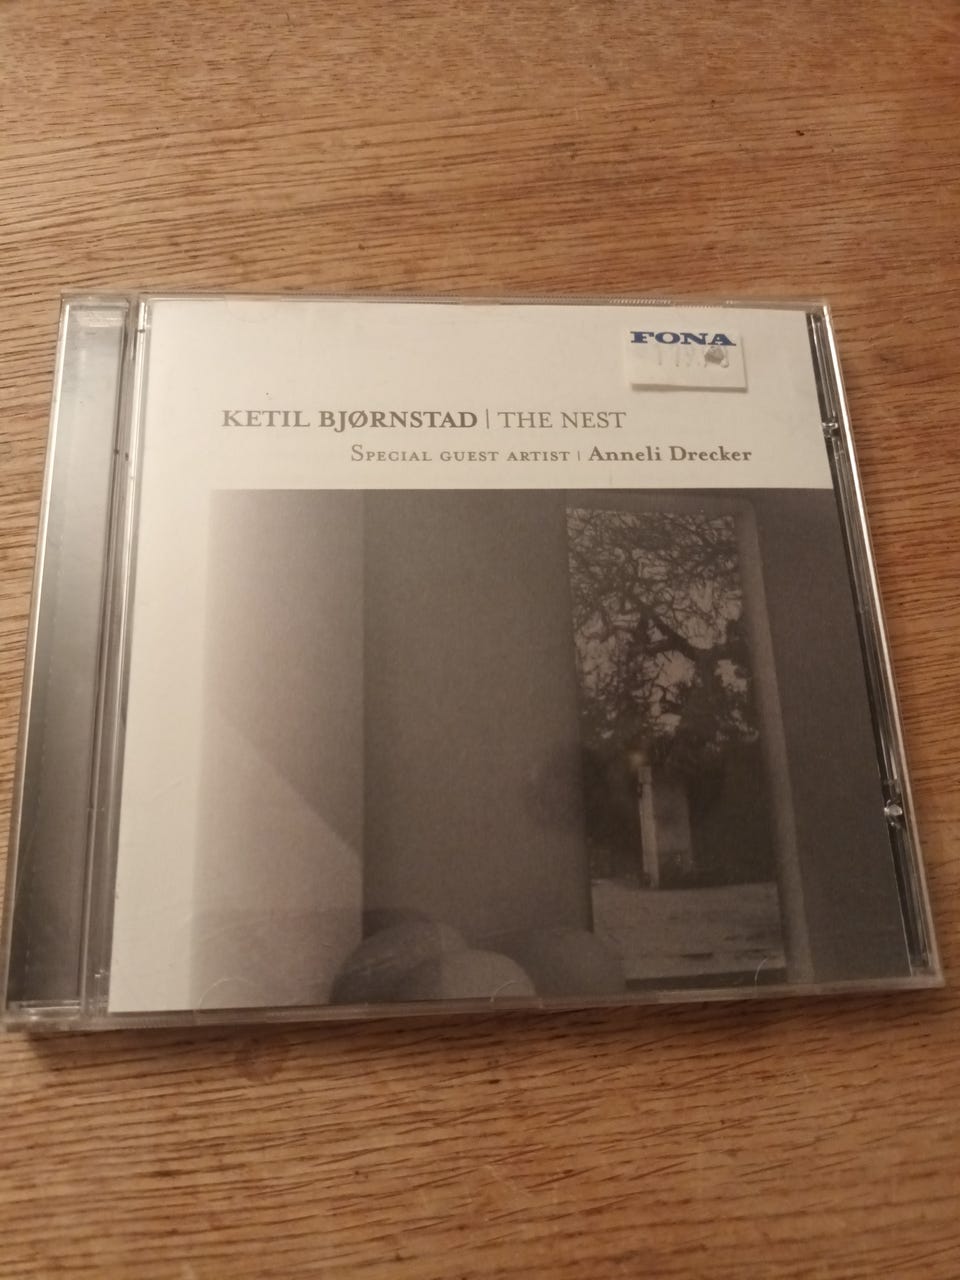 FONA
KETIL BJØRNSTAD | THE NEST
SPECIAL GUEST ARTIST | Anneli Drecker